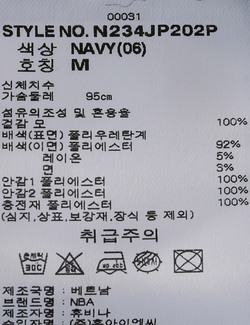 00031
STYLE NO. N234JP202P
색상 NAVY(06)
호칭 M
신체치수
가슴둘레 95cm
섬유의조성 및 혼용율
겉감 모 100%
배색(표면) 폴리우레탄계
배색(이면) 폴리에스터 92%
레이온 5%
면 3%
안감1 폴리에스터 100%
안감2 폴리에스터 100%
충전재 폴리에스터 100%
(심지,상표,보강재,장식 등 제외)
취급주의
제조국명 : 베트남
브랜드명 : NBA
제조자명 : 휴비나